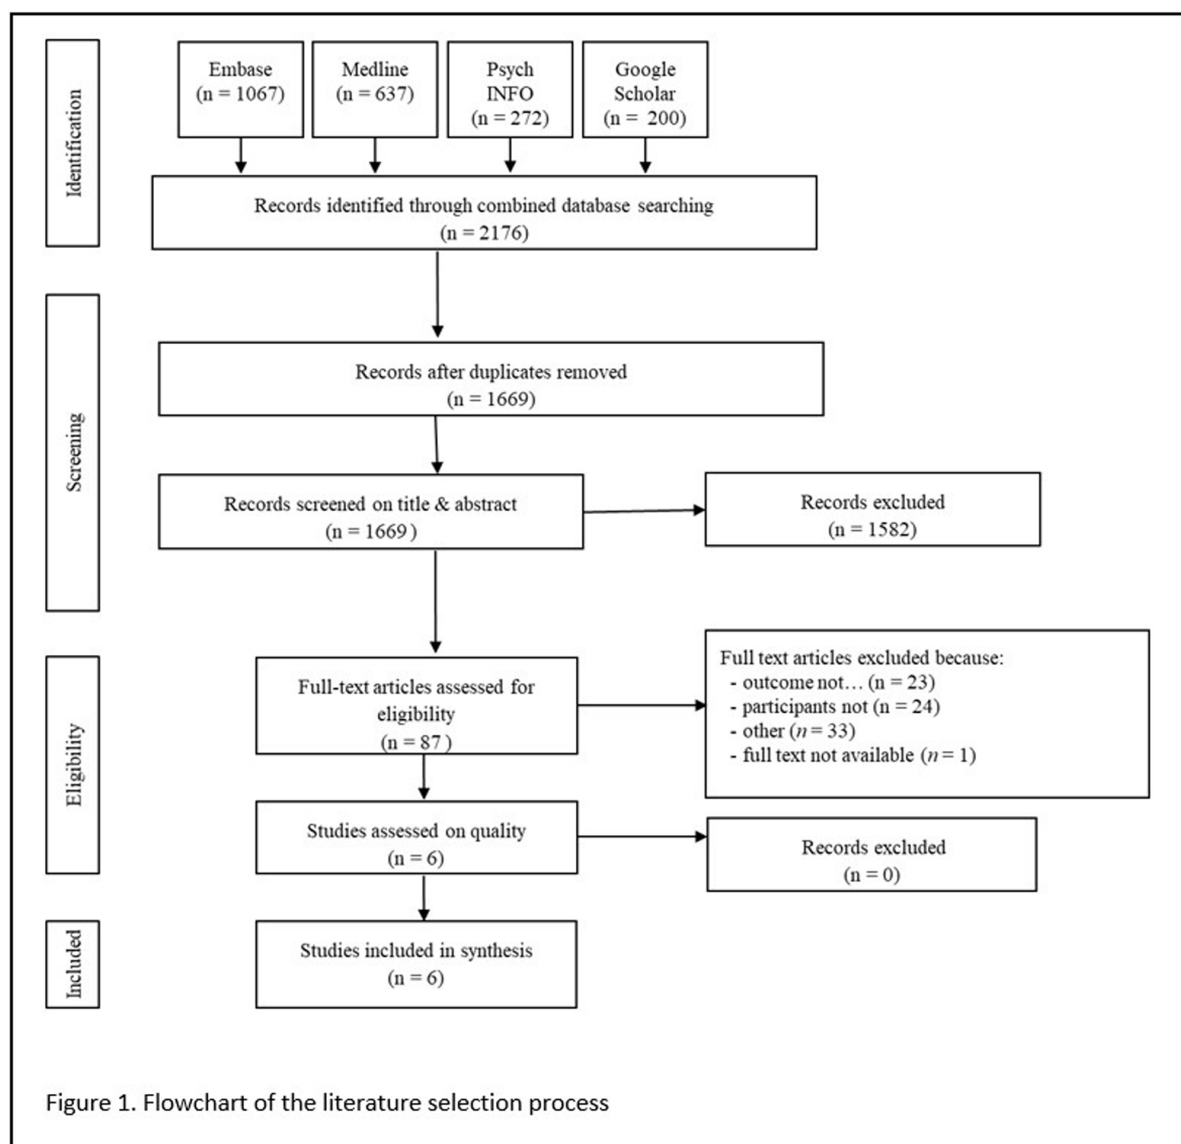 Identification
Embase
(n = 1067)
Medline
(n = 637)
Psych
INFO
(n = 272)
Google
Scholar
(n =  200)
Records identified through combined database searching
(n = 2176)
Screening
Records after duplicates removed
(n = 1669)
Records screened on title & abstract
(n = 1669 )
Records excluded
(n = 1582)
Eligibility
Full-text articles assessed for
eligibility
(n = 87 )
Full text articles excluded because:
- outcome not… (n = 23)
- participants not (n = 24)
- other (n = 33)
- full text not available (n = 1)
Studies assessed on quality
(n = 6)
Records excluded
(n = 0)
Included
Studies included in synthesis
(n = 6)
Figure 1. Flowchart of the literature selection process